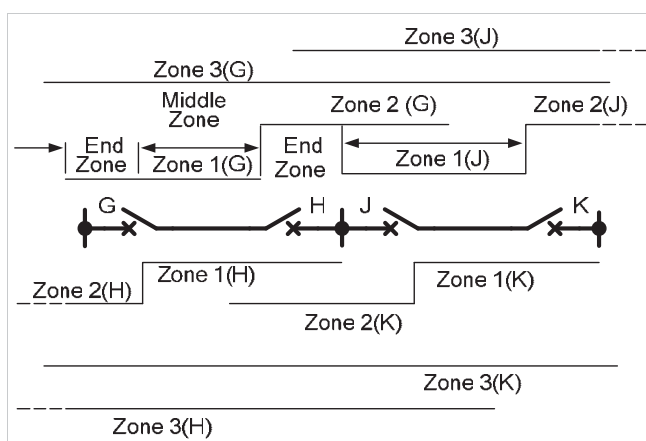 Zone 3(J)
Zone 3(G)
Middle
Zone
Zone 2 (G)
Zone 2(J)
End
Zone
Zone 1(G)
End
Zone
Zone 1(J)
G
H
J
K
Zone 1(H)
Zone 1(K)
Zone 2(H)
Zone 2(K)
Zone 3(K)
Zone 3(H)